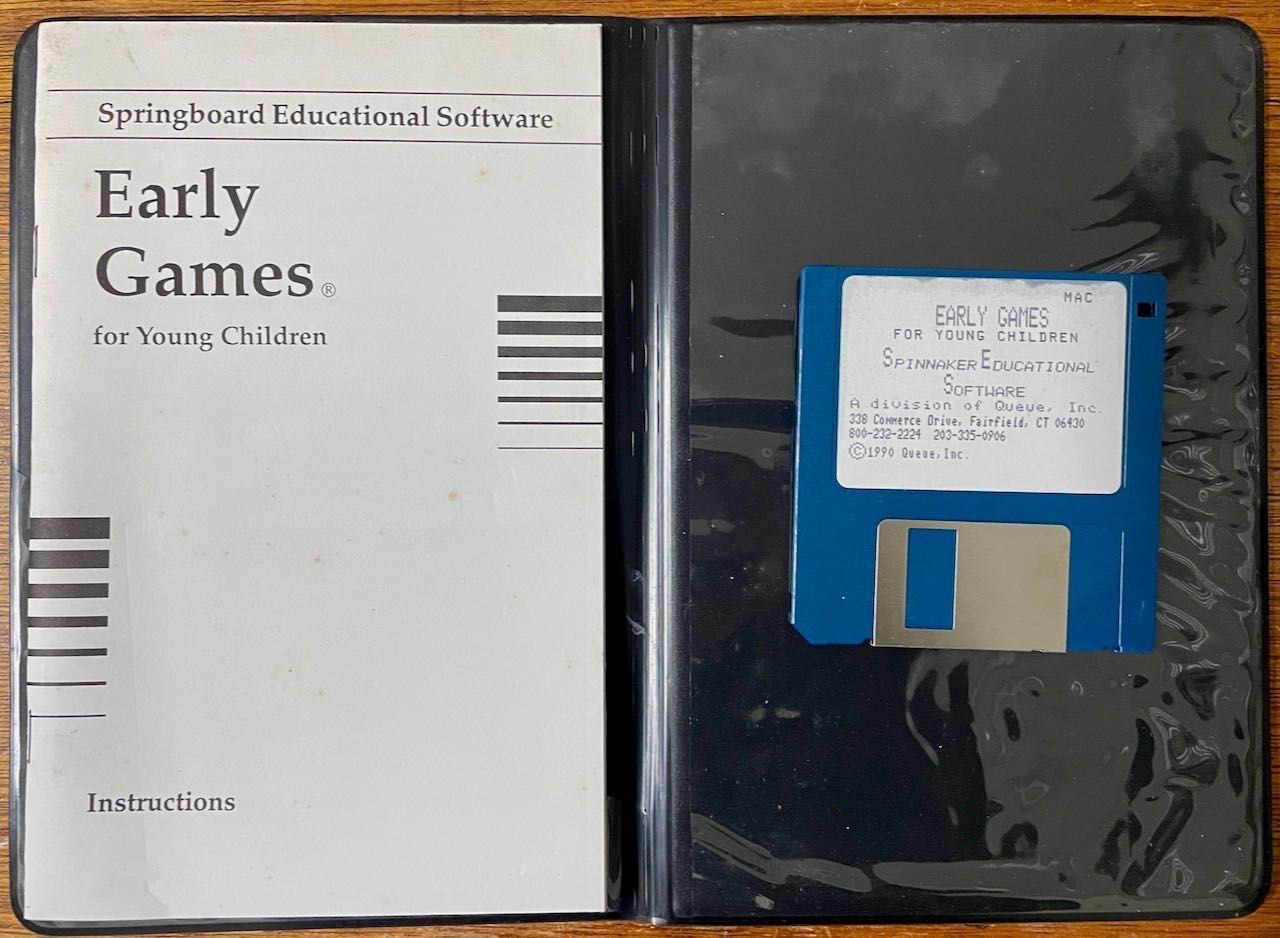 Springboard Educational Software
Early
Games®
for Young Children
Instructions
MAC
EARLY GAMES
FOR YOUNG CHILDREN
SPINNAKER EDUCATIONAL
SOFTWARE
A division of Queue, Inc.
338 Commerce Drive, Fairfield, CT 06430
800-232-2224 203-335-0906
©1990 Queue, Inc.